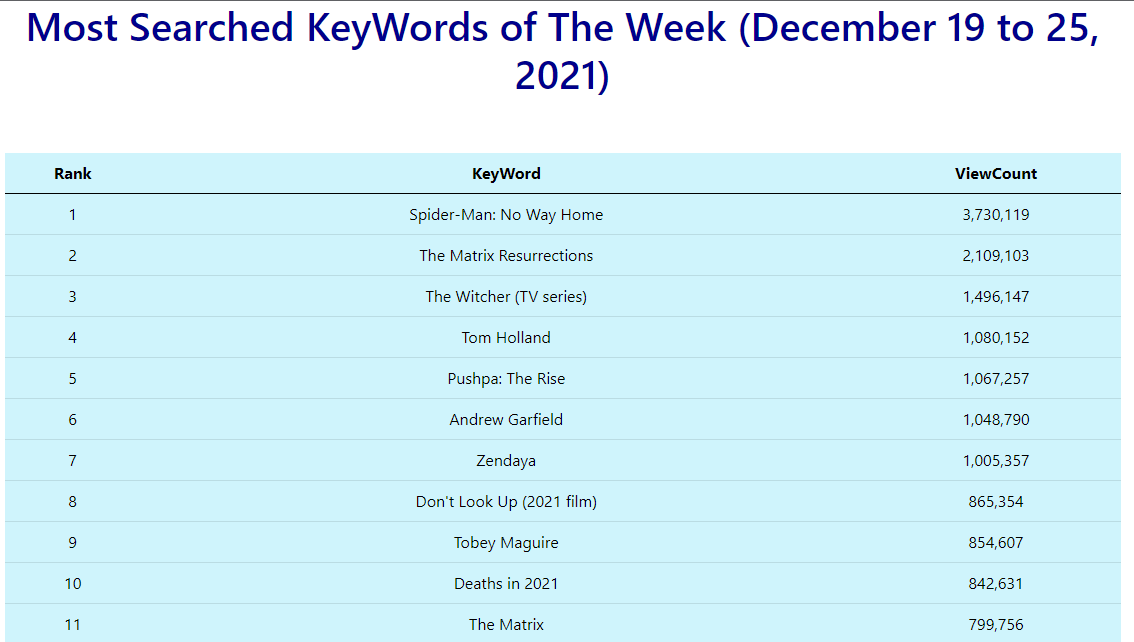 Most Searched KeyWords of The Week (December 19 to 25,
2021)
Rank KeyWord ViewCount
1 Spider-Man: No Way Home 3,730,119
2 The Matrix Resurrections 2,109,103
3 The Witcher (TV series) 1,496,147
4 Tom Holland 1,080,152
5 Pushpa: The Rise 1,067,257
6 Andrew Garfield 1,048,790
7 Zendaya 1,005,357
8 Don't Look Up (2021 film) 865,354
9 Tobey Maguire 854,607
10 Deaths in 2021 842,631
11 The Matrix 799,756